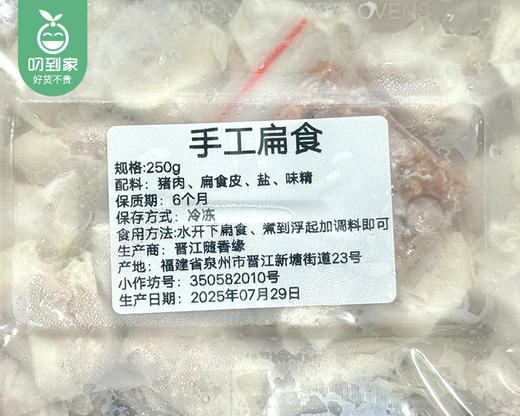 叨到家
好货不贵
OVENS
手工扁食
规格:250g
配料：猪肉、扁食皮、盐、味精
保质期：6个月
保存方式：冷冻
食用方法:水开下扁食、煮到浮起加调料即可
生产商：晋江随香缘
产地：福建省泉州市晋江新塘街道23号
小作坊号：350582010号
生产日期：2025年07月29日